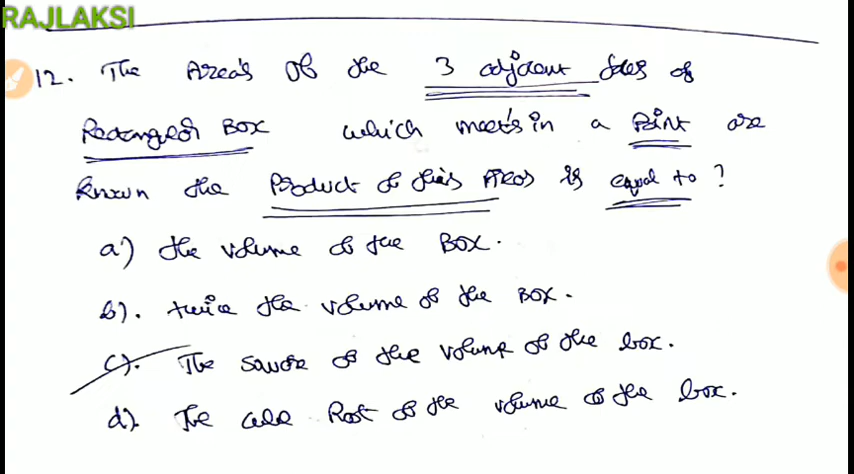 RAJLAKSI
12. The Area's Of the 3 adjacent faces of
Rectangular BOX which meet's in a Point are
known the Product of this Areas is equal to ?
a) the volume of the BOX.
b). twice the volume of the BOX.
c). The Square of the volume of the box.
d). The cube Root of the volume of the box.